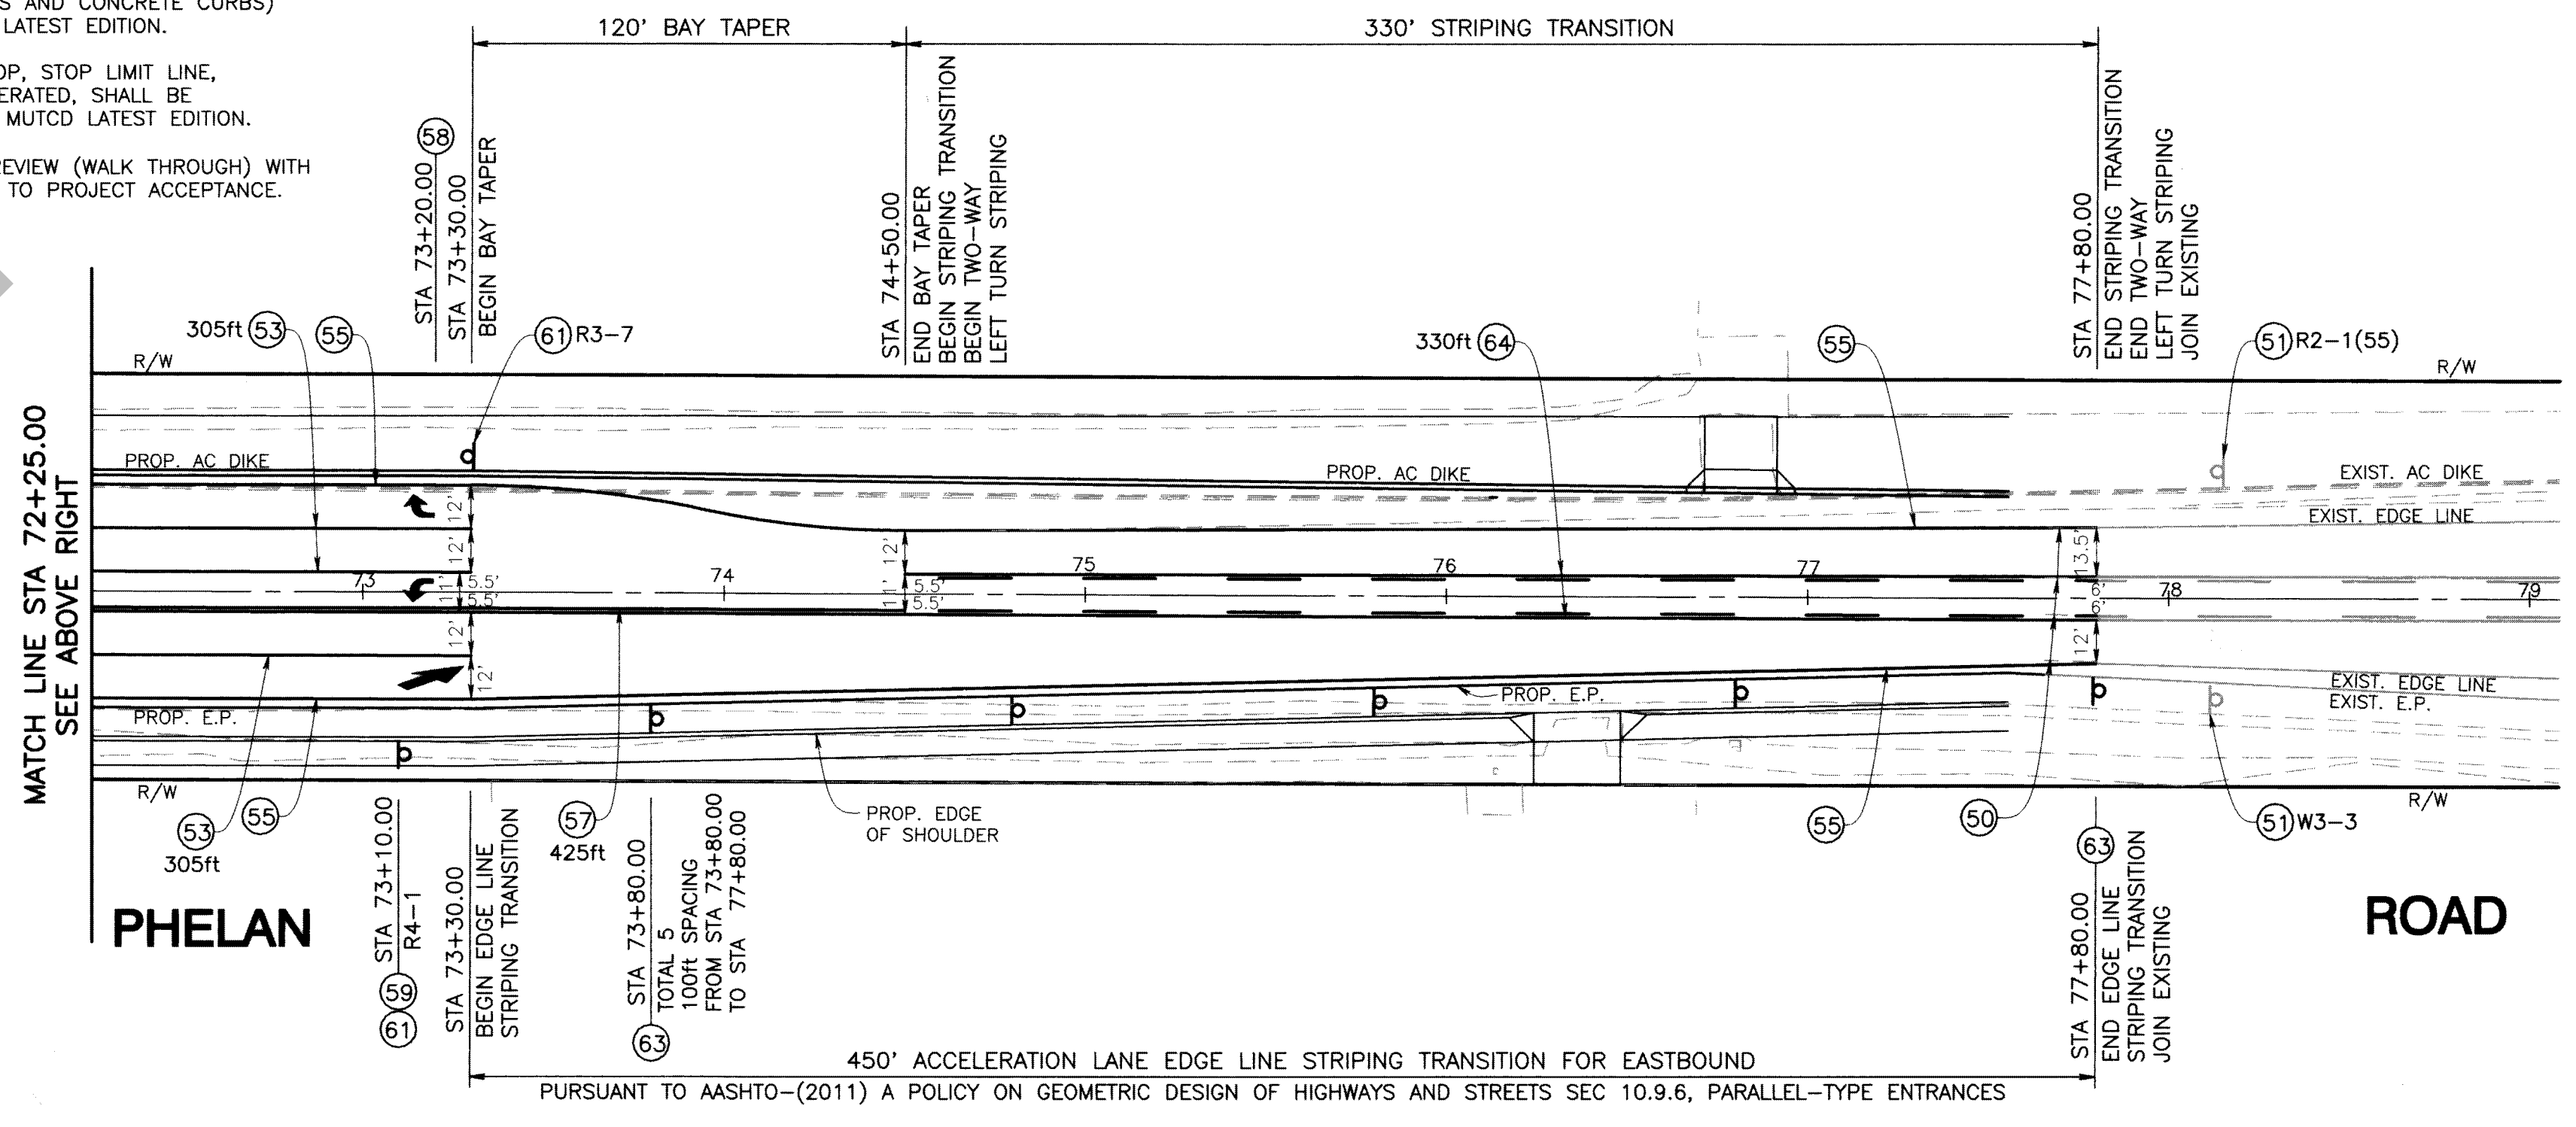 S AND CONCRETE CURBS)
LATEST EDITION.
OP, STOP LIMIT LINE,
ERATED, SHALL BE
MUTCD LATEST EDITION.
REVIEW (WALK THROUGH) WITH
TO PROJECT ACCEPTANCE.
120' BAY TAPER
330' STRIPING TRANSITION
STA 73+20.00 58
STA 73+30.00
BEGIN BAY TAPER
STA 74+50.00
END BAY TAPER
BEGIN STRIPING TRANSITION
BEGIN TWO-WAY
LEFT TURN STRIPING
STA 77+80.00
END STRIPING TRANSITION
END TWO-WAY
LEFT TURN STRIPING
JOIN EXISTING
305ft 53
55
61 R3-7
330ft 64
55
51 R2-1(55)
R/W
R/W
MATCH LINE STA 72+25.00
SEE ABOVE RIGHT
PROP. AC DIKE
PROP. AC DIKE
EXIST. AC DIKE
EXIST. EDGE LINE
12'
12'
11'
5.5'
5.5'
12'
12'
12'
11'
5.5'
5.5'
13.5'
6'
6'
12'
73
74
75
76
77
78
79
PROP. E.P.
PROP. E.P.
EXIST. EDGE LINE
EXIST. E.P.
R/W
R/W
53
305ft
55
57
425ft
PROP. EDGE
OF SHOULDER
55
50
51 W3-3
STA 73+10.00
R4-1
59
61
STA 73+30.00
BEGIN EDGE LINE
STRIPING TRANSITION
STA 73+80.00
TOTAL 5
100ft SPACING
FROM STA 73+80.00
TO STA 77+80.00
63
63
STA 77+80.00
END EDGE LINE
STRIPING TRANSITION
JOIN EXISTING
PHELAN
ROAD
450' ACCELERATION LANE EDGE LINE STRIPING TRANSITION FOR EASTBOUND
PURSUANT TO AASHTO-(2011) A POLICY ON GEOMETRIC DESIGN OF HIGHWAYS AND STREETS SEC 10.9.6, PARALLEL-TYPE ENTRANCES